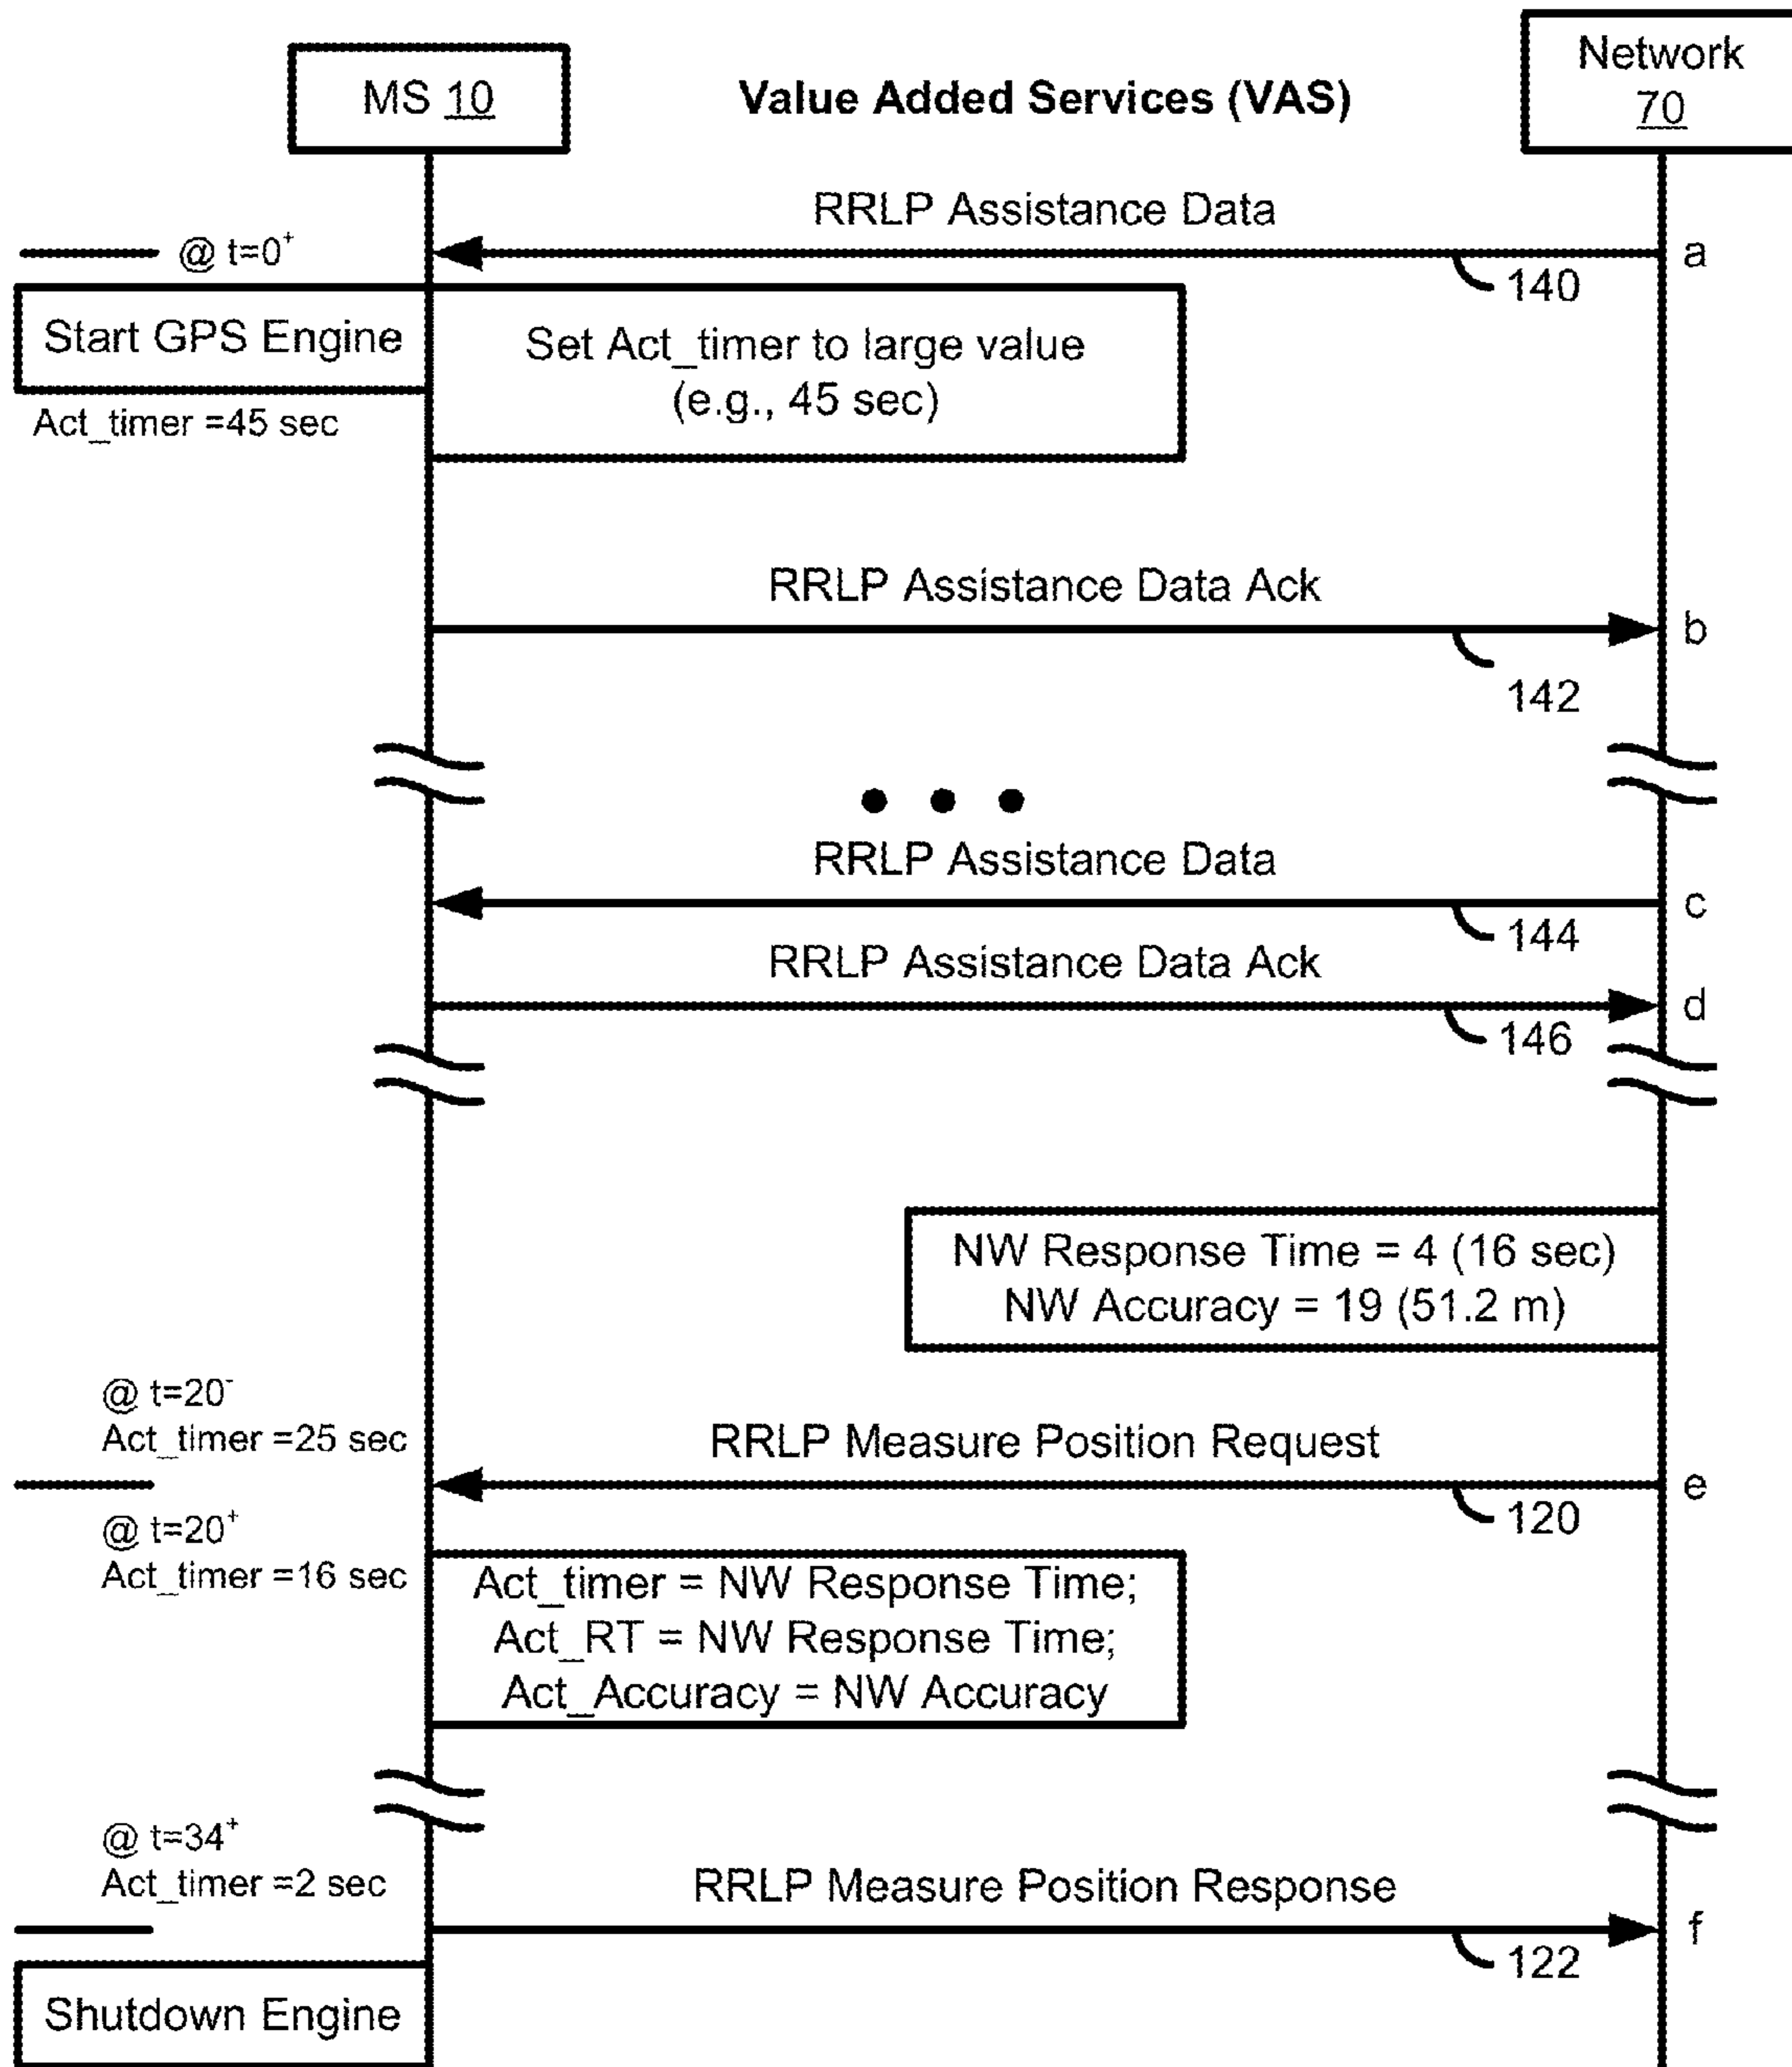 MS 10
Value Added Services (VAS)
Network
70
RRLP Assistance Data
@ t=0⁺
a
140
Start GPS Engine
Set Act_timer to large value
(e.g., 45 sec)
Act_timer =45 sec
RRLP Assistance Data Ack
b
142
• • •
RRLP Assistance Data
c
144
RRLP Assistance Data Ack
d
146
NW Response Time = 4 (16 sec)
NW Accuracy = 19 (51.2 m)
@ t=20⁻
Act_timer =25 sec
RRLP Measure Position Request
e
120
@ t=20⁺
Act_timer =16 sec
Act_timer = NW Response Time;
Act_RT = NW Response Time;
Act_Accuracy = NW Accuracy
@ t=34⁺
Act_timer =2 sec
RRLP Measure Position Response
f
122
Shutdown Engine